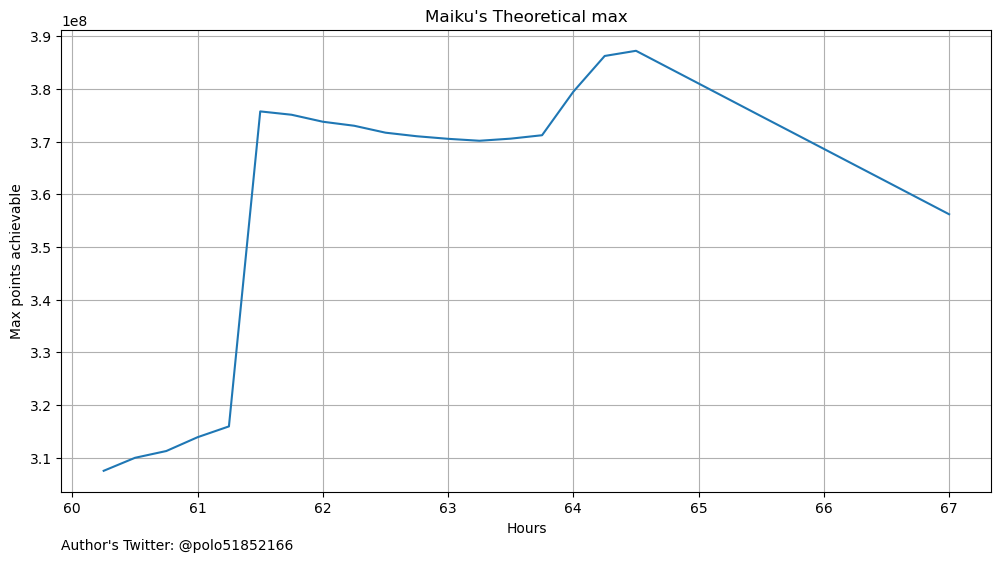 Maiku's Theoretical max
1e8
3.9
3.8
3.7
3.6
3.5
3.4
3.3
3.2
3.1
Max points achievable
60 61 62 63 64 65 66 67
Hours
Author's Twitter: @polo51852166